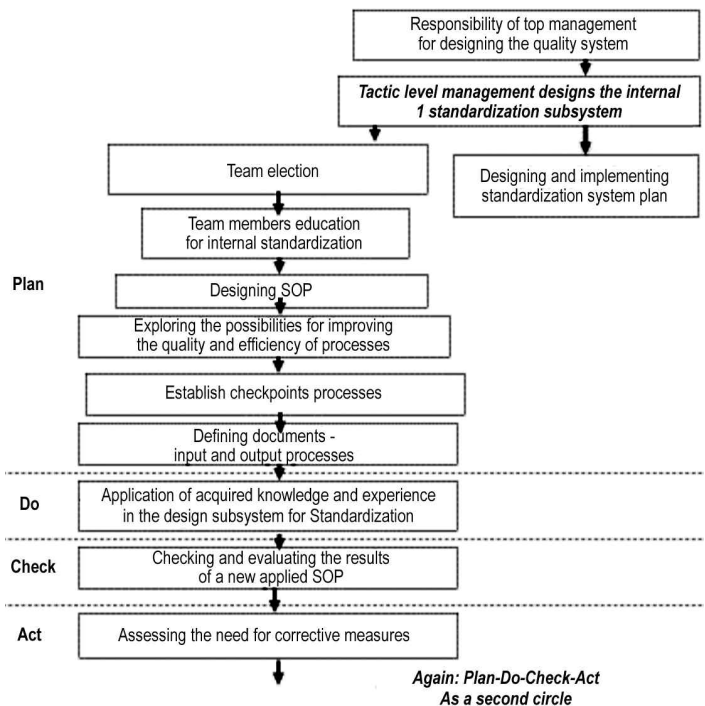 Responsibility of top management
for designing the quality system
Tactic level management designs the internal
1 standardization subsystem
Team election
Designing and implementing
standardization system plan
Team members education
for internal standardization
Plan
Designing SOP
Exploring the possibilities for improving
the quality and efficiency of processes
Establish checkpoints processes
Defining documents -
input and output processes
Do
Application of acquired knowledge and experience
in the design subsystem for Standardization
Check
Checking and evaluating the results
of a new applied SOP
Act
Assessing the need for corrective measures
Again: Plan-Do-Check-Act
As a second circle